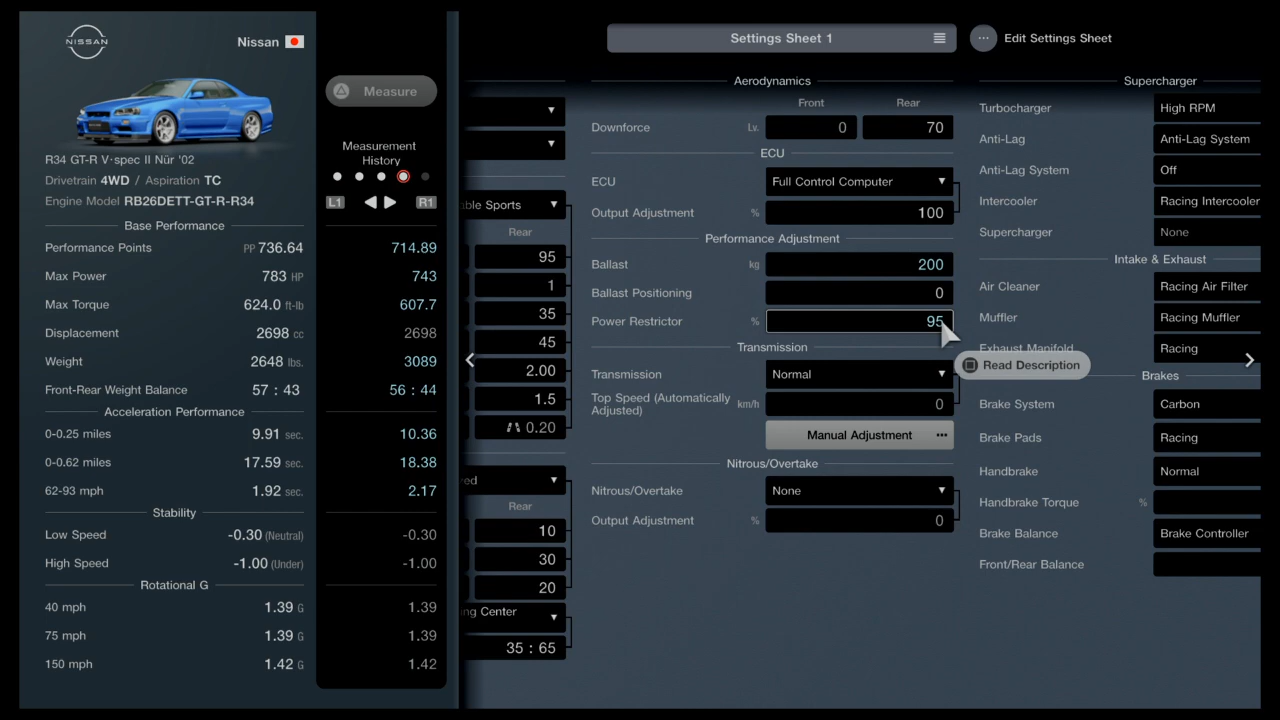 NISSAN
Nissan
R34 GT-R V·spec II Nür '02
Drivetrain 4WD / Aspiration TC
Engine Model RB26DETT-GT-R-R34
Base Performance
Performance Points PP 736.64 714.89
Max Power 783 HP 743
Max Torque 624.0 ft-lb 607.7
Displacement 2698 cc 2698
Weight 2648 lbs. 3089
Front-Rear Weight Balance 57 : 43 56 : 44
Acceleration Performance
0-0.25 miles 9.91 sec. 10.36
0-0.62 miles 17.59 sec. 18.38
62-93 mph 1.92 sec. 2.17
Stability
Low Speed -0.30 (Neutral) -0.30
High Speed -1.00 (Under) -1.00
Rotational G
40 mph 1.39 G 1.39
75 mph 1.39 G 1.39
150 mph 1.42 G 1.42
Measure
Measurement
History
L1 R1
Settings Sheet 1
Edit Settings Sheet
ble Sports
Rear
95
1
35
45
2.00
1.5
0.20
ed
Rear
10
30
20
ng Center
35 : 65
Aerodynamics
Front Rear
Downforce Lv. 0 70
ECU
ECU Full Control Computer
Output Adjustment % 100
Performance Adjustment
Ballast kg 200
Ballast Positioning 0
Power Restrictor % 95
Transmission
Transmission Normal
Top Speed (Automatically
Adjusted) km/h 0
Manual Adjustment
Nitrous/Overtake
Nitrous/Overtake None
Output Adjustment % 0
Supercharger
Turbocharger High RPM
Anti-Lag Anti-Lag System
Anti-Lag System Off
Intercooler Racing Intercooler
Supercharger None
Intake & Exhaust
Air Cleaner Racing Air Filter
Muffler Racing Muffler
Exhaust Manifold Racing
Read Description
Brakes
Brake System Carbon
Brake Pads Racing
Handbrake Normal
Handbrake Torque %
Brake Balance Brake Controller
Front/Rear Balance